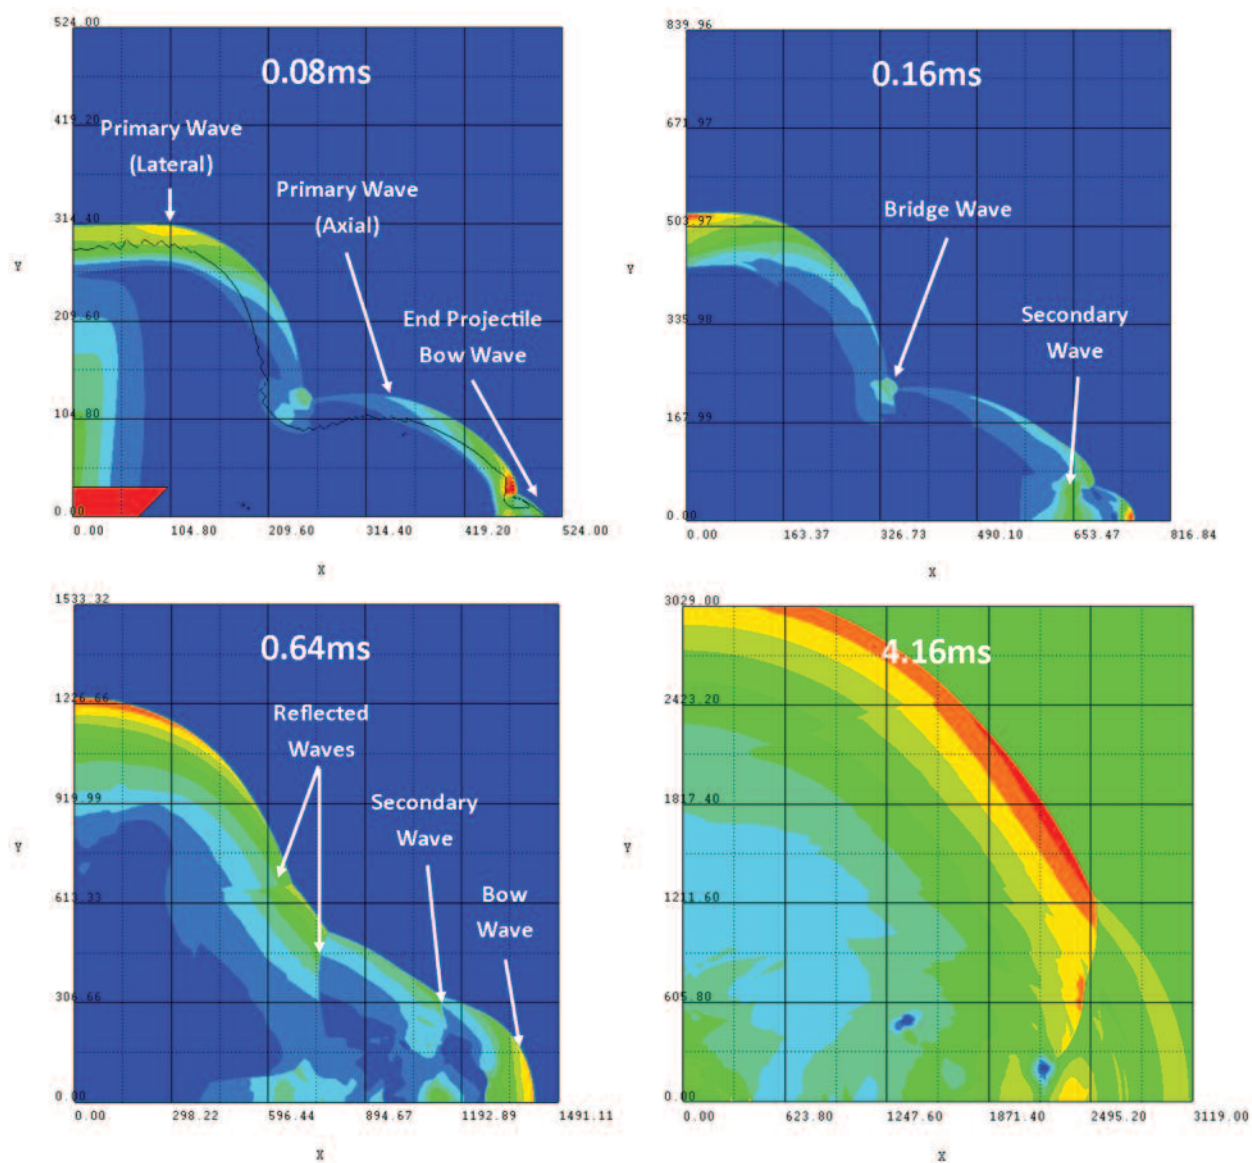 524.00
0.08ms
419.20
Primary Wave
(Lateral)
Primary Wave
(Axial)
314.40
Y
End Projectile
Bow Wave
209.60
104.80
0.00
0.00 104.80 209.60 314.40 419.20 524.00
X
839.96
0.16ms
671.97
Bridge Wave
503.97
Y
Secondary
Wave
335.98
167.99
0.00
0.00 163.37 326.73 490.10 653.47 816.84
X
1533.32
0.64ms
1226.66
Reflected
Waves
919.99
Secondary
Wave
Y
Bow
Wave
613.33
306.66
0.00
0.00 298.22 596.44 894.67 1192.89 1491.11
X
3029.00
4.16ms
2423.20
1817.40
Y
1211.60
605.80
0.00
0.00 623.80 1247.60 1871.40 2495.20 3119.00
X